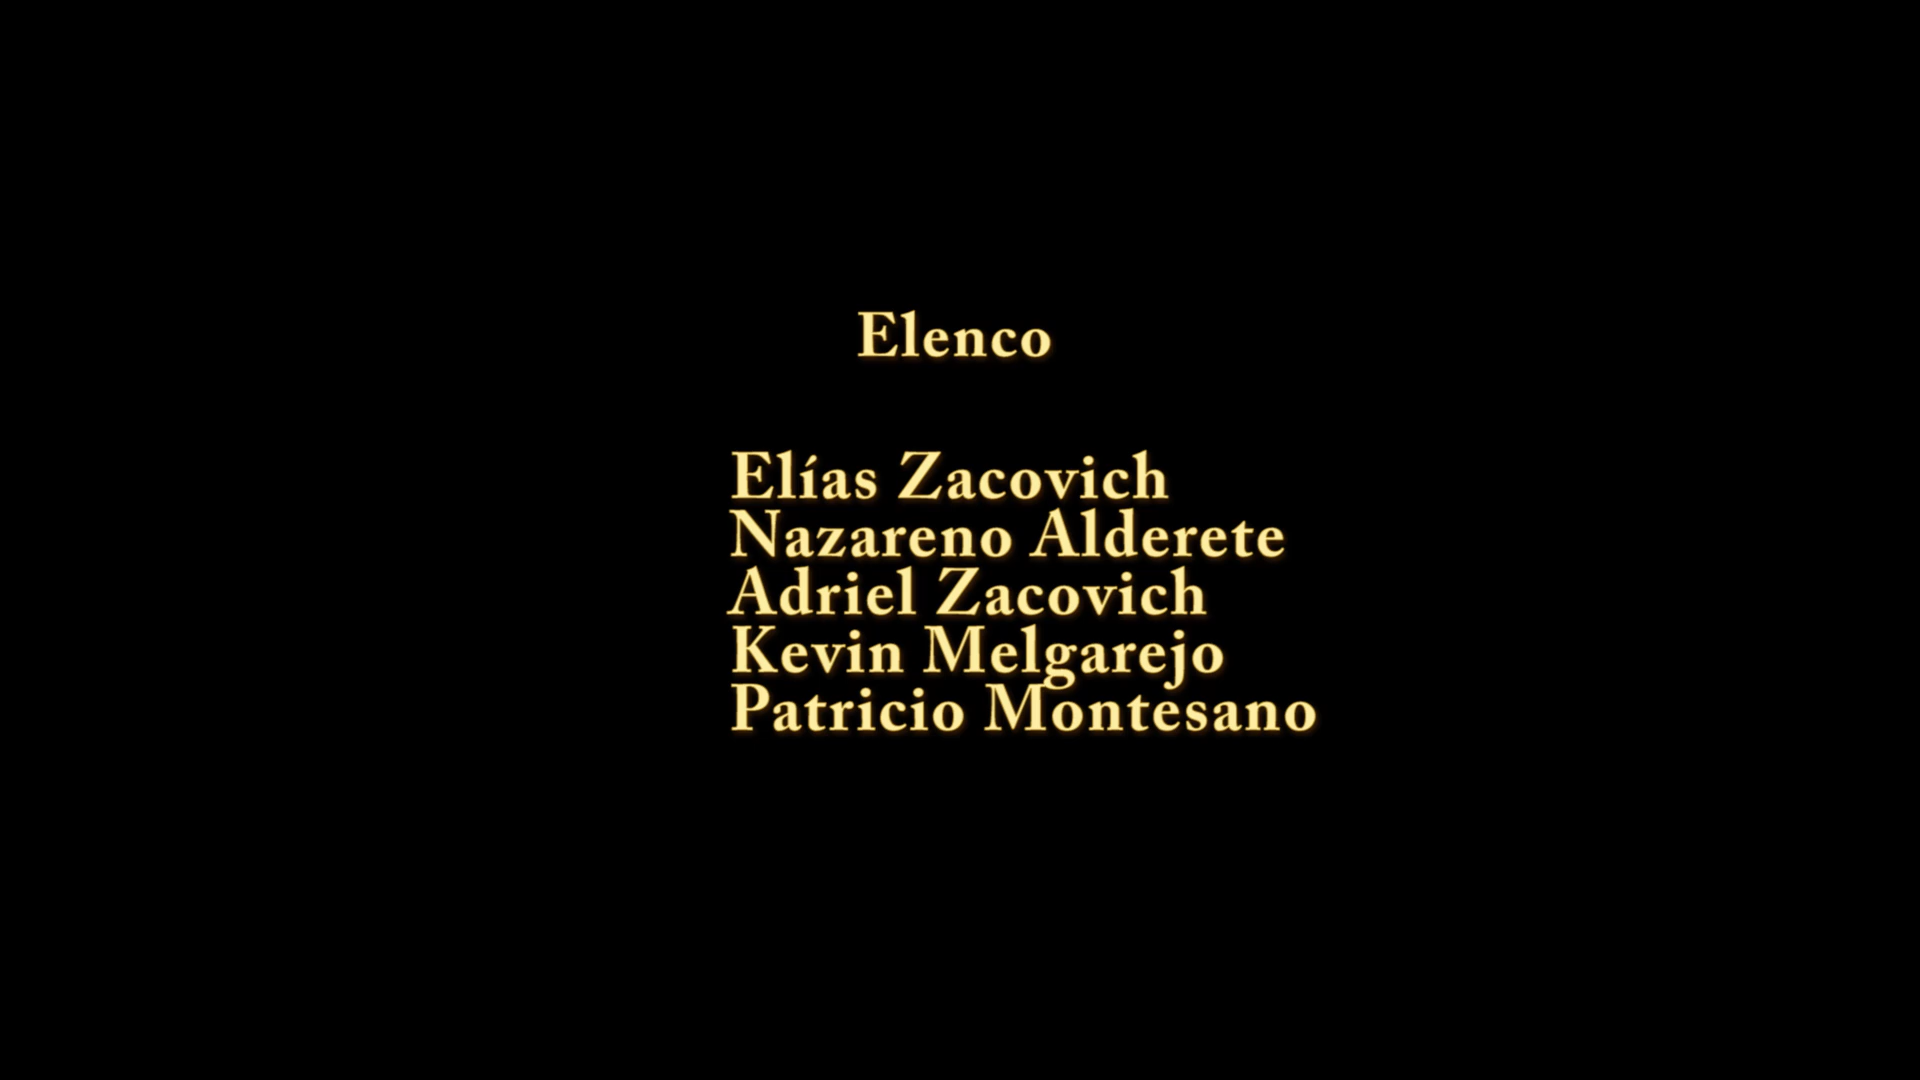 Elenco
Elías Zacovich
Nazareno Alderete
Adriel Zacovich
Kevin Melgarejo
Patricio Montesano